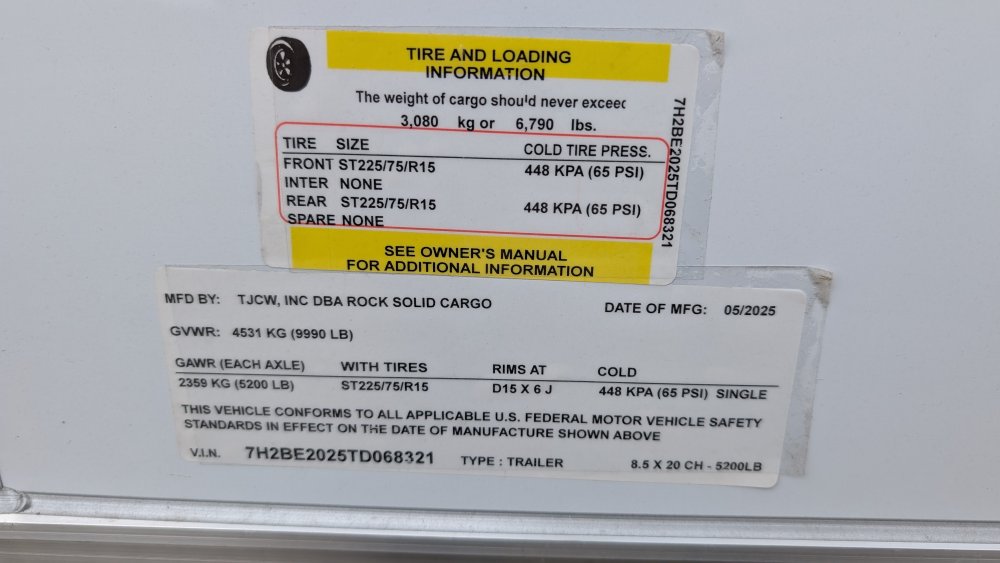 TIRE AND LOADING
INFORMATION
The weight of cargo should never exceed
3,080 kg or 6,790 lbs.
TIRE SIZE COLD TIRE PRESS.
FRONT ST225/75/R15 448 KPA (65 PSI)
INTER NONE
REAR ST225/75/R15 448 KPA (65 PSI)
SPARE NONE
SEE OWNER'S MANUAL
FOR ADDITIONAL INFORMATION
7H2BE2025TD068321
MFD BY: TJCW, INC DBA ROCK SOLID CARGO DATE OF MFG: 05/2025
GVWR: 4531 KG (9990 LB)
GAWR (EACH AXLE) WITH TIRES RIMS AT COLD
2359 KG (5200 LB) ST225/75/R15 D15 X 6 J 448 KPA (65 PSI) SINGLE
THIS VEHICLE CONFORMS TO ALL APPLICABLE U.S. FEDERAL MOTOR VEHICLE SAFETY
STANDARDS IN EFFECT ON THE DATE OF MANUFACTURE SHOWN ABOVE
V.I.N. 7H2BE2025TD068321 TYPE : TRAILER 8.5 X 20 CH - 5200LB